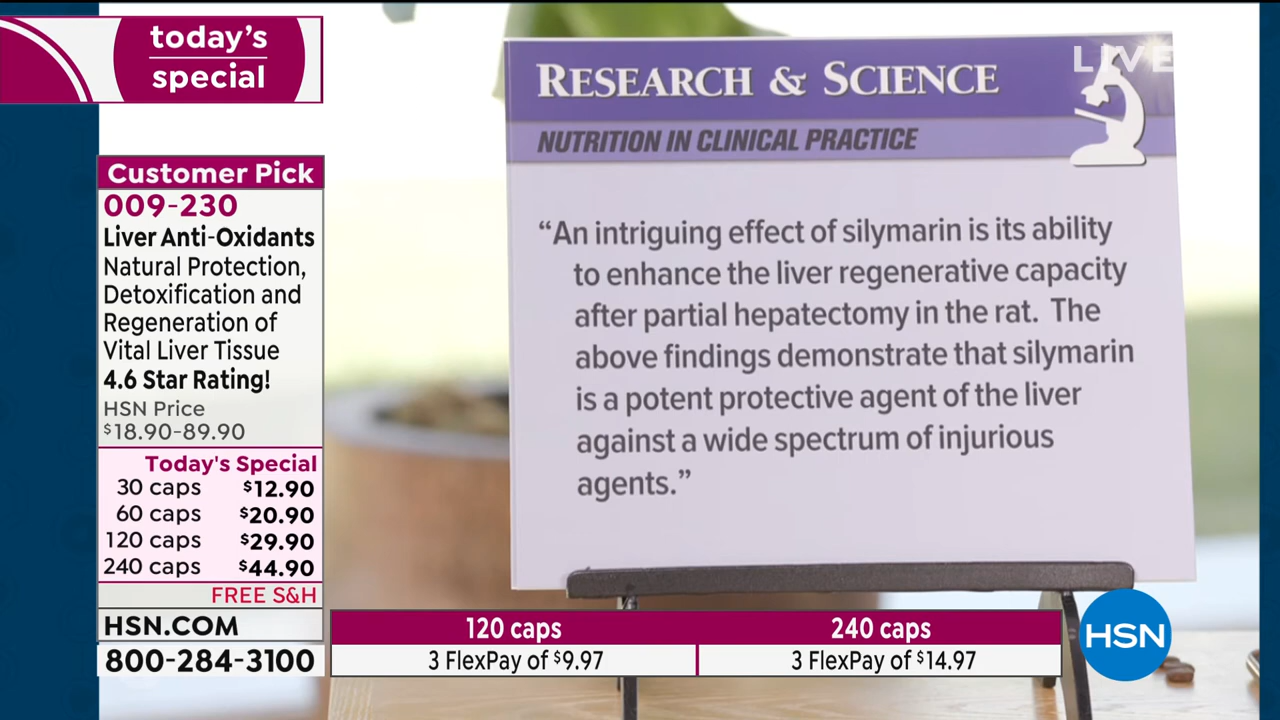 today's
special
LIVE
Customer Pick
009-230
Liver Anti-Oxidants
Natural Protection,
Detoxification and
Regeneration of
Vital Liver Tissue
4.6 Star Rating!
HSN Price
$18.90-89.90
Today's Special
30 caps $12.90
60 caps $20.90
120 caps $29.90
240 caps $44.90
FREE S&H
HSN.COM
800-284-3100
RESEARCH & SCIENCE
NUTRITION IN CLINICAL PRACTICE
“An intriguing effect of silymarin is its ability
to enhance the liver regenerative capacity
after partial hepatectomy in the rat. The
above findings demonstrate that silymarin
is a potent protective agent of the liver
against a wide spectrum of injurious
agents.”
120 caps 240 caps
3 FlexPay of $9.97 3 FlexPay of $14.97
HSN